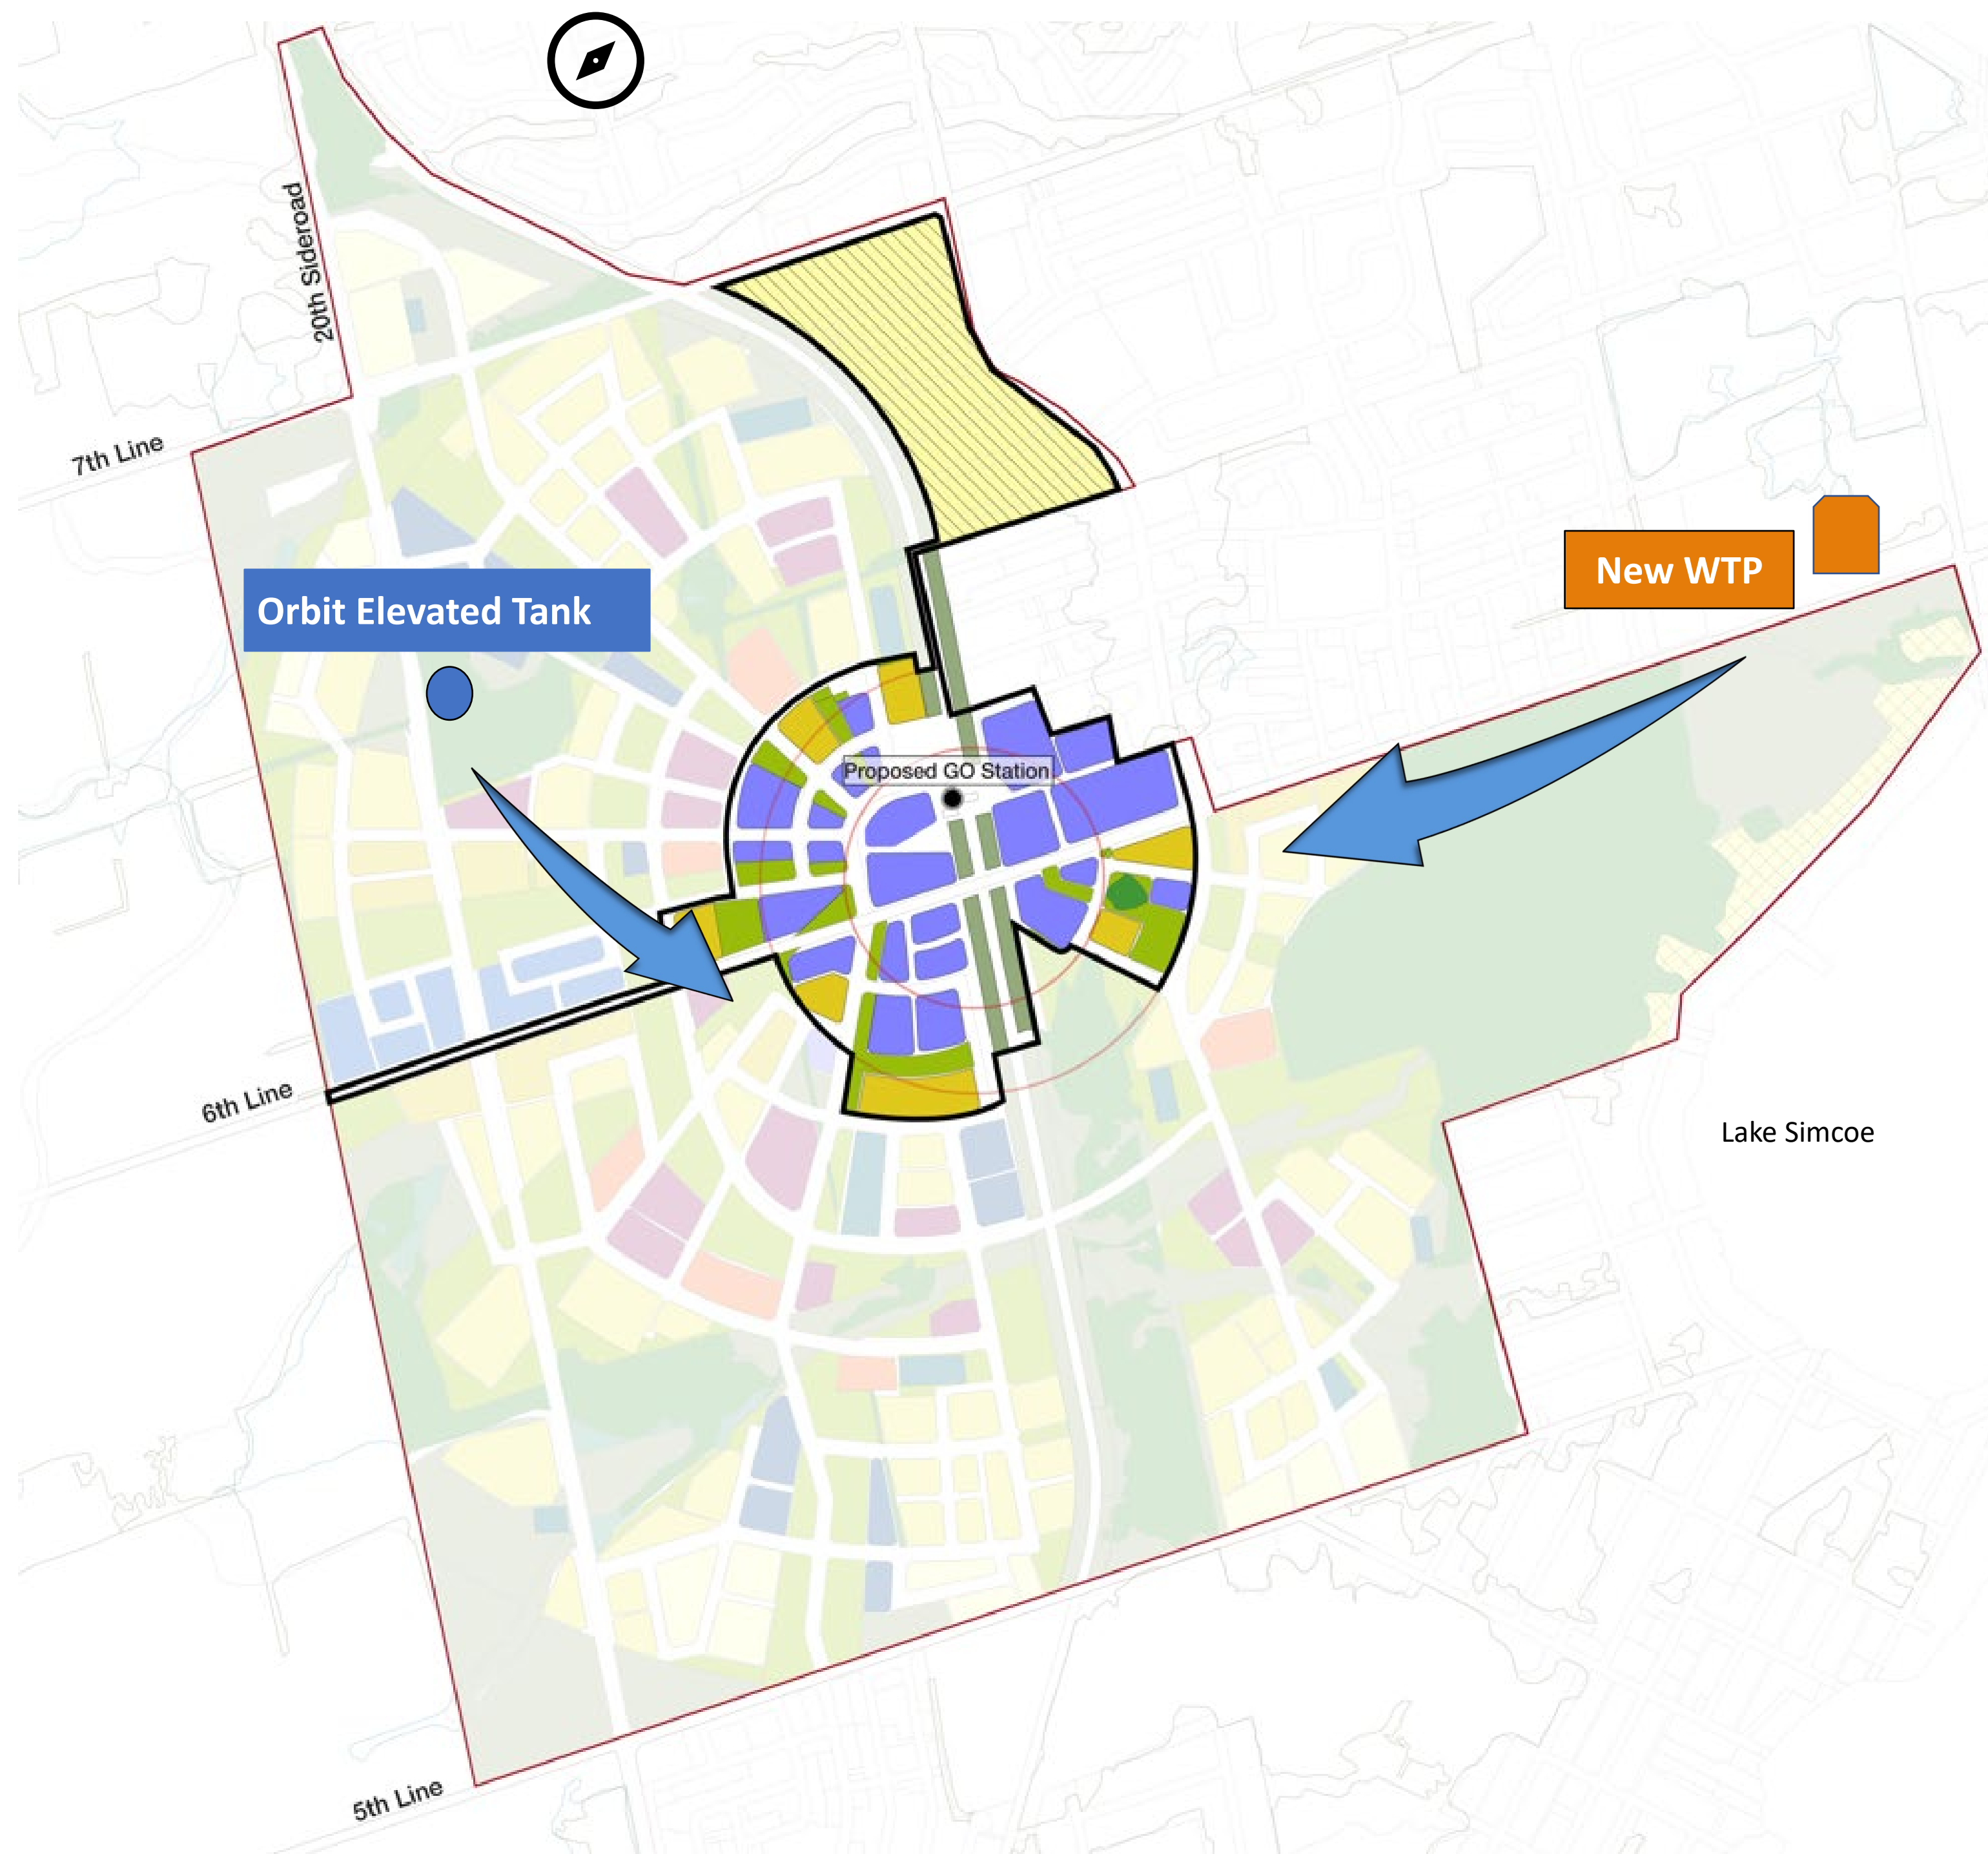 20th Sideroad
7th Line
New WTP
Orbit Elevated Tank
Proposed GO Station
6th Line
Lake Simcoe
5th Line